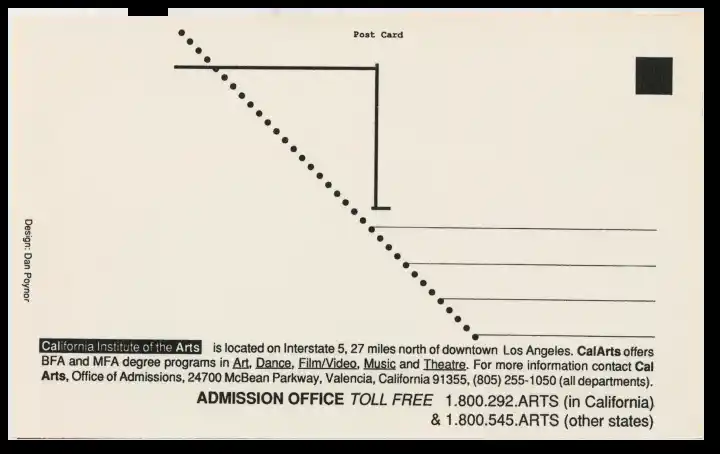 Post Card
Design: Dan Poynor
California Institute of the Arts is located on Interstate 5, 27 miles north of downtown Los Angeles. CalArts offers
BFA and MFA degree programs in Art, Dance, Film/Video, Music and Theatre. For more information contact Cal
Arts, Office of Admissions, 24700 McBean Parkway, Valencia, California 91355, (805) 255-1050 (all departments).
ADMISSION OFFICE TOLL FREE 1.800.292.ARTS (in California)
& 1.800.545.ARTS (other states)